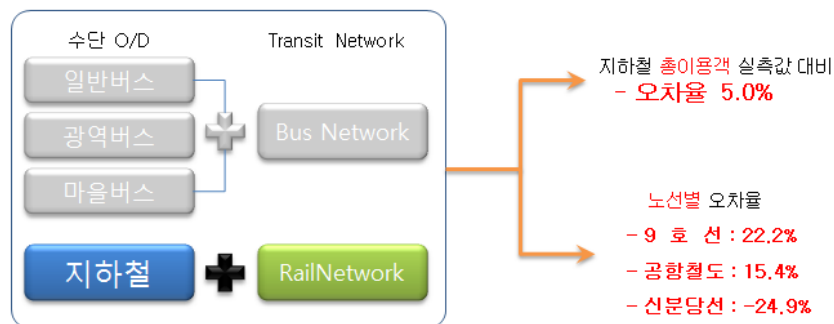 수단 O/D
Transit Network
일반버스
광역버스
마을버스
Bus Network
지하철
RailNetwork
지하철 총이용객 실측값 대비
- 오차율 5.0%
노선별 오차율
- 9 호 선 : 22.2%
- 공항철도 : 15.4%
- 신분당선 : -24.9%